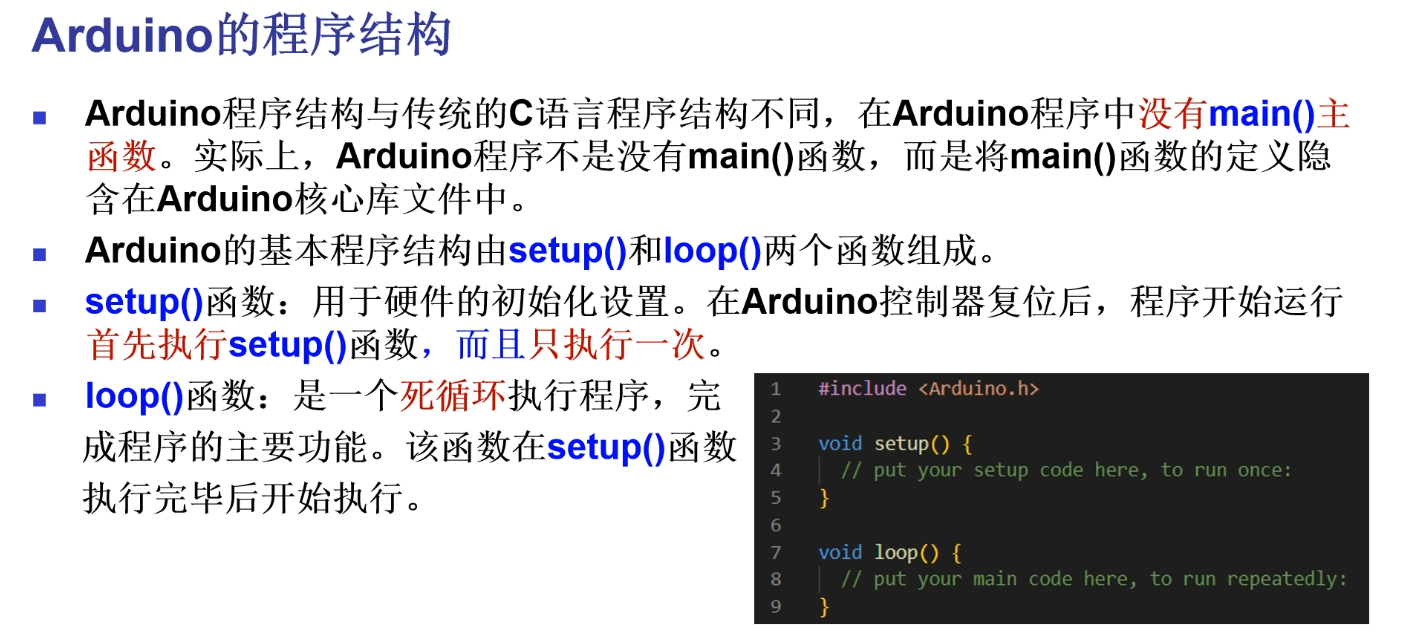 Arduino的程序结构
Arduino程序结构与传统的C语言程序结构不同，在Arduino程序中没有main()主
函数。实际上，Arduino程序不是没有main()函数，而是将main()函数的定义隐
含在Arduino核心库文件中。
Arduino的基本程序结构由setup()和loop()两个函数组成。
setup()函数：用于硬件的初始化设置。在Arduino控制器复位后，程序开始运行
首先执行setup()函数，而且只执行一次。
loop()函数：是一个死循环执行程序，完
成程序的主要功能。该函数在setup()函数
执行完毕后开始执行。
1 #include <Arduino.h>
2
3 void setup() {
4 // put your setup code here, to run once:
5 }
6
7 void loop() {
8 // put your main code here, to run repeatedly:
9 }